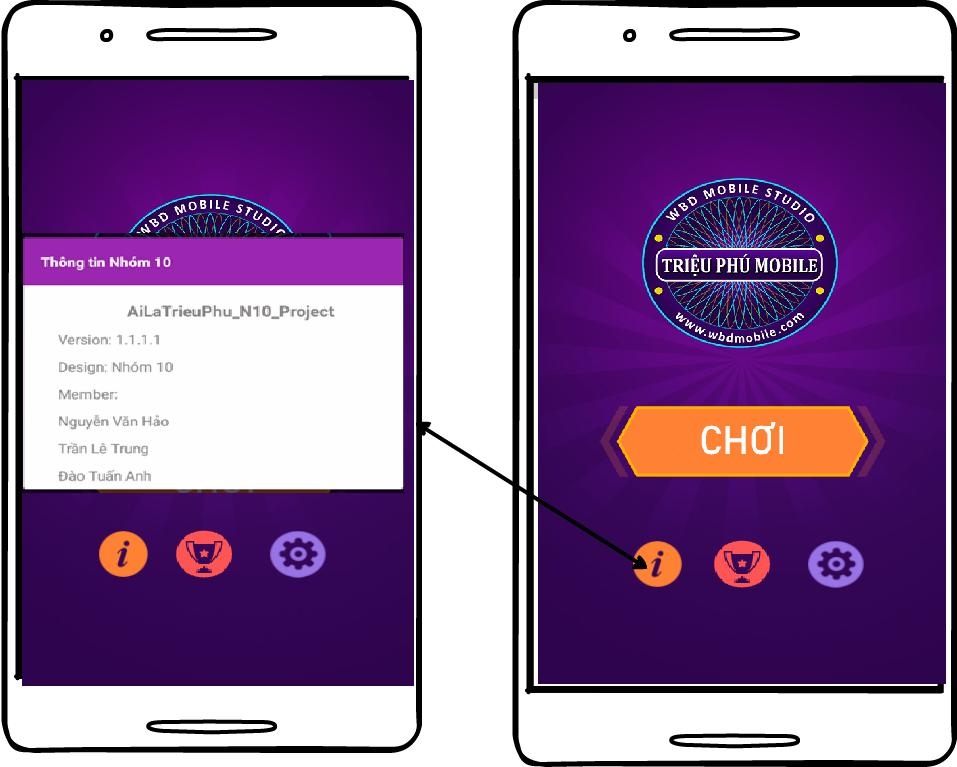 WBD MOBILE STUDIO
Thông tin Nhóm 10
AiLaTrieuPhu_N10_Project
Version: 1.1.1.1
Design: Nhóm 10
Member:
Nguyễn Văn Hảo
Trần Lê Trung
Đào Tuấn Anh
CHƠI
i
WBD MOBILE STUDIO
TRIỆU PHÚ MOBILE
www.wbdmobile.com
CHƠI
i